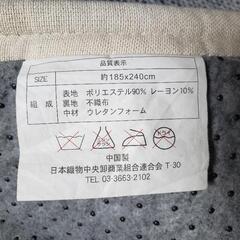 品質表示
SIZE 約185x240cm
組成 表地 ポリエステル90% レーヨン10%
裏地 不織布
中材 ウレタンフォーム
中国製
日本織物中央卸商業組合連合会 T-30
TEL 03-3663-2102